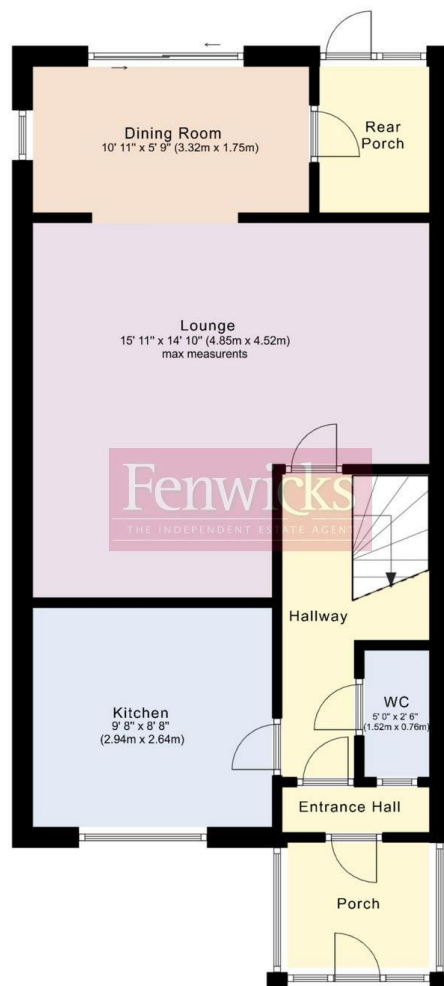 Dining Room
10' 11" x 5' 9" (3.32m x 1.75m)
Rear
Porch
Lounge
15' 11" x 14' 10" (4.85m x 4.52m)
max measurents
Fenwicks
THE INDEPENDENT ESTATE AGENT
Hallway
Kitchen
9' 8" x 8' 8"
(2.94m x 2.64m)
WC
5' 0" x 2' 6"
(1.52m x 0.76m)
Entrance Hall
Porch